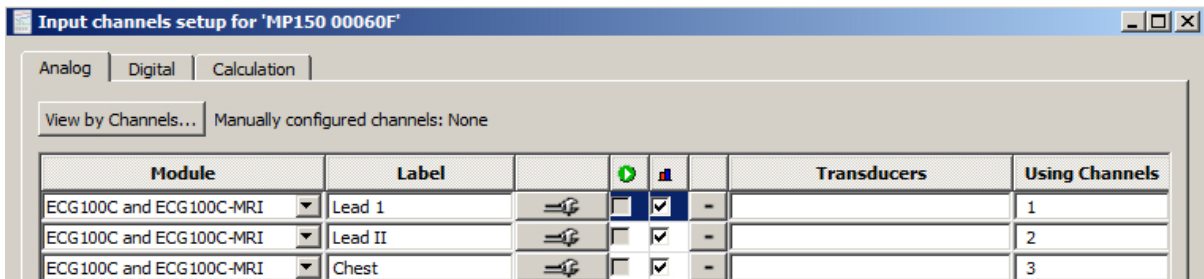 Input channels setup for 'MP150 00060F'
Analog Digital Calculation
View by Channels... Manually configured channels: None
Module Label Transducers Using Channels
ECG100C and ECG100C-MRI Lead 1 - 1
ECG100C and ECG100C-MRI Lead II - 2
ECG100C and ECG100C-MRI Chest - 3